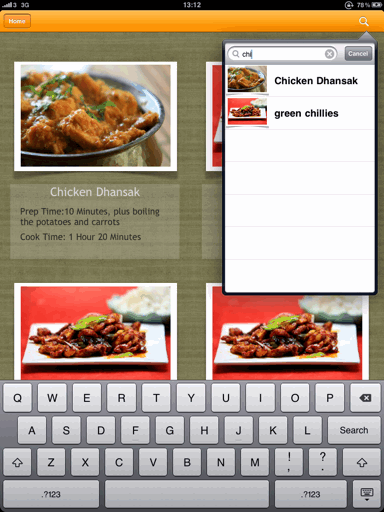 3 3G 13:12 78%
Home
chi
Cancel
Chicken Dhansak
green chillies
Chicken Dhansak
Prep Time:10 Minutes, plus boiling
the potatoes and carrots
Cook Time: 1 Hour 20 Minutes
Q W E R T Y U I O P
A S D F G H J K L Search
Z X C V B N M ! , ? .
.?123 .?123